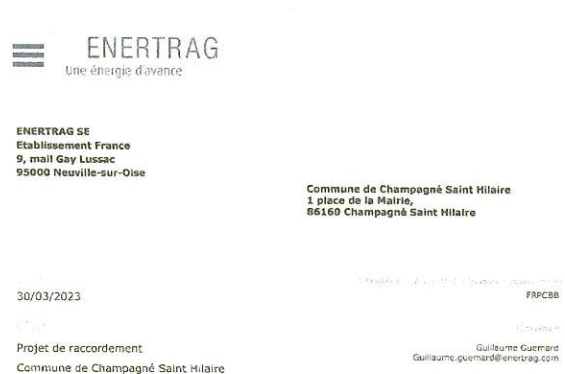 ENERTRAG
Une énergie d'avance
ENERTRAG SE
Etablissement France
9, mail Gay Lussac
95000 Neuville-sur-Oise
Commune de Champagné Saint Hilaire
1 place de la Mairie,
86160 Champagné Saint Hilaire
30/03/2023
FRPCBB
Projet de raccordement
Commune de Champagné Saint Hilaire
Guillaume Guemard
Guillaume.guemard@enertrag.com